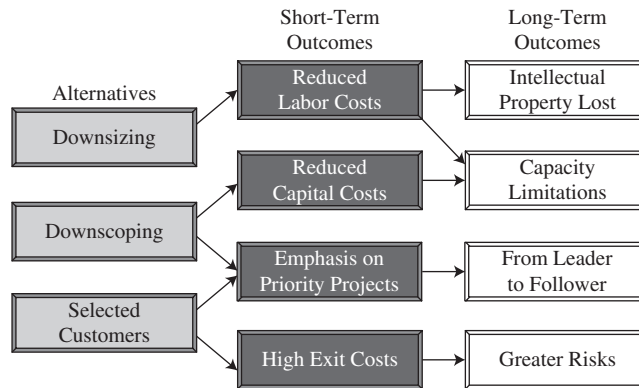 Alternatives
Downsizing
Downscoping
Selected
Customers
Short-Term
Outcomes
Reduced
Labor Costs
Reduced
Capital Costs
Emphasis on
Priority Projects
High Exit Costs
Long-Term
Outcomes
Intellectual
Property Lost
Capacity
Limitations
From Leader
to Follower
Greater Risks